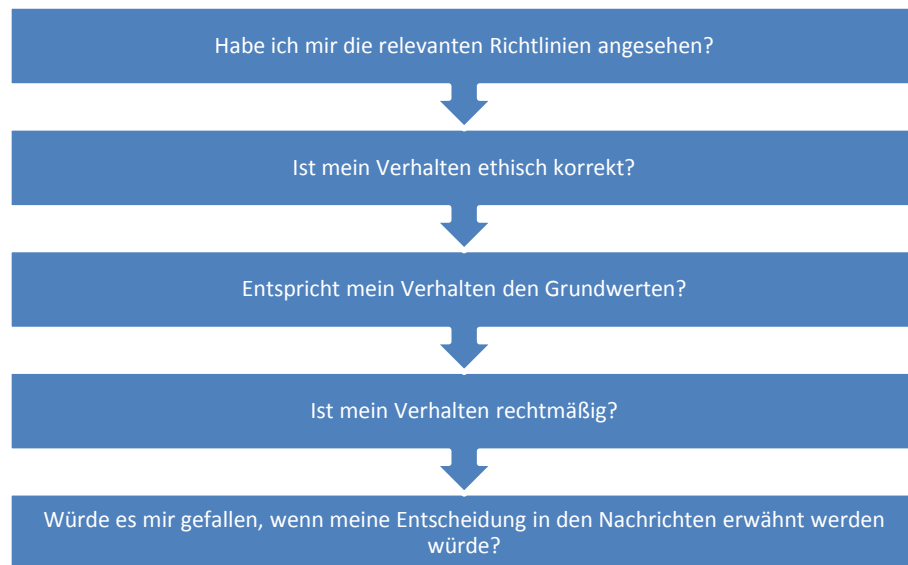 Habe ich mir die relevanten Richtlinien angesehen?
Ist mein Verhalten ethisch korrekt?
Entspricht mein Verhalten den Grundwerten?
Ist mein Verhalten rechtmäßig?
Würde es mir gefallen, wenn meine Entscheidung in den Nachrichten erwähnt werden
würde?